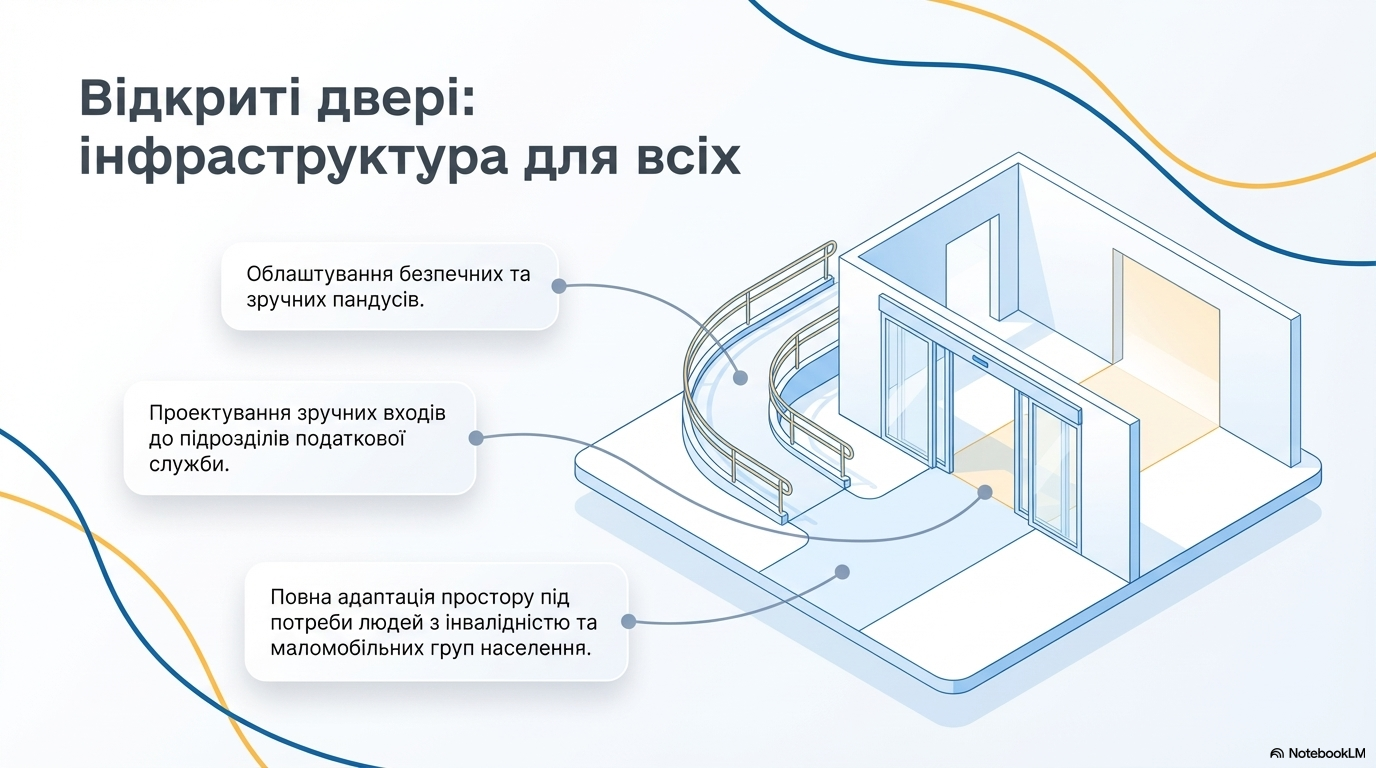 Відкриті двері:
інфраструктура для всіх
Облаштування безпечних та
зручних пандусів.
Проектування зручних входів
до підрозділів податкової
служби.
Повна адаптація простору під
потреби людей з інвалідністю та
маломобільних груп населення.
NotebookLM